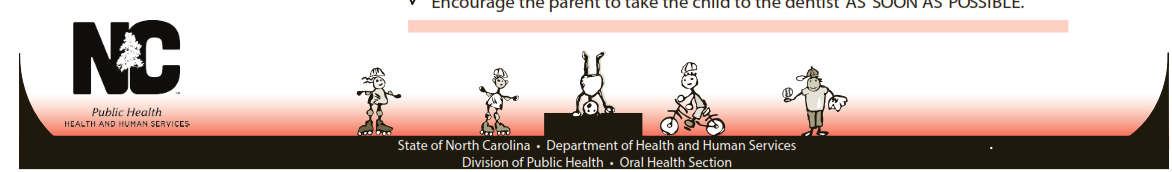 ✓ Encourage the parent to take the child to the dentist AS SOON AS POSSIBLE.
NC
Public Health
HEALTH AND HUMAN SERVICES
State of North Carolina • Department of Health and Human Services
Division of Public Health • Oral Health Section